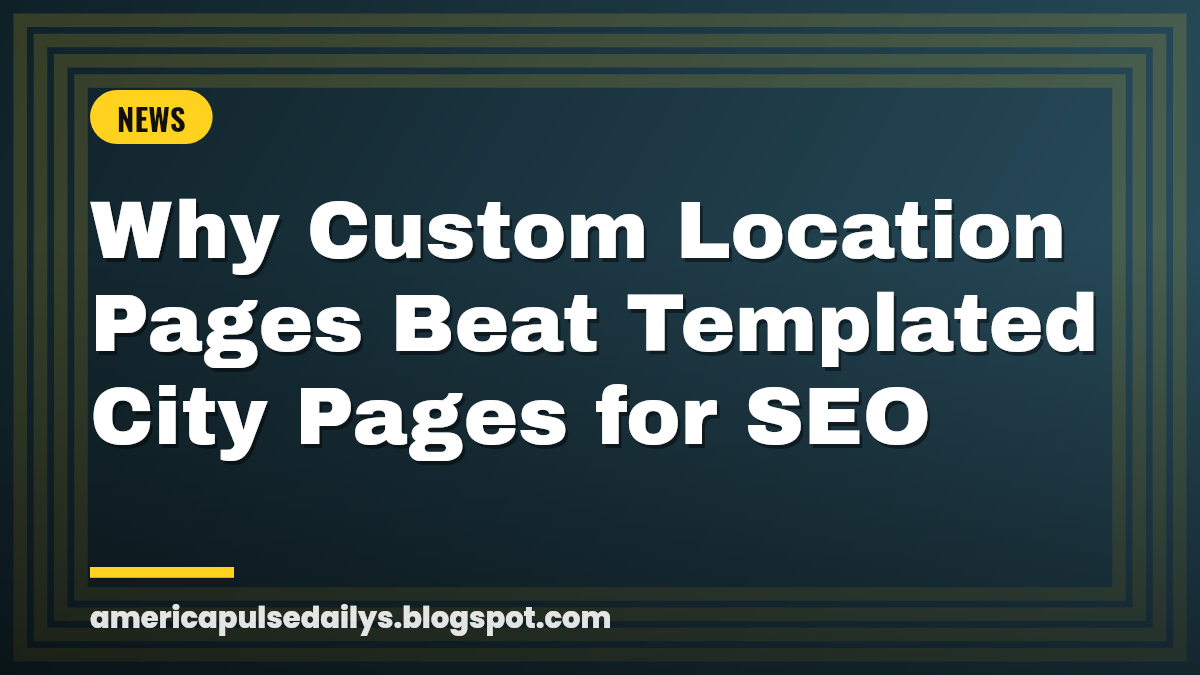 NEWS
Why Custom Location
Pages Beat Templated
City Pages for SEO
americapulsedailys.blogspot.com